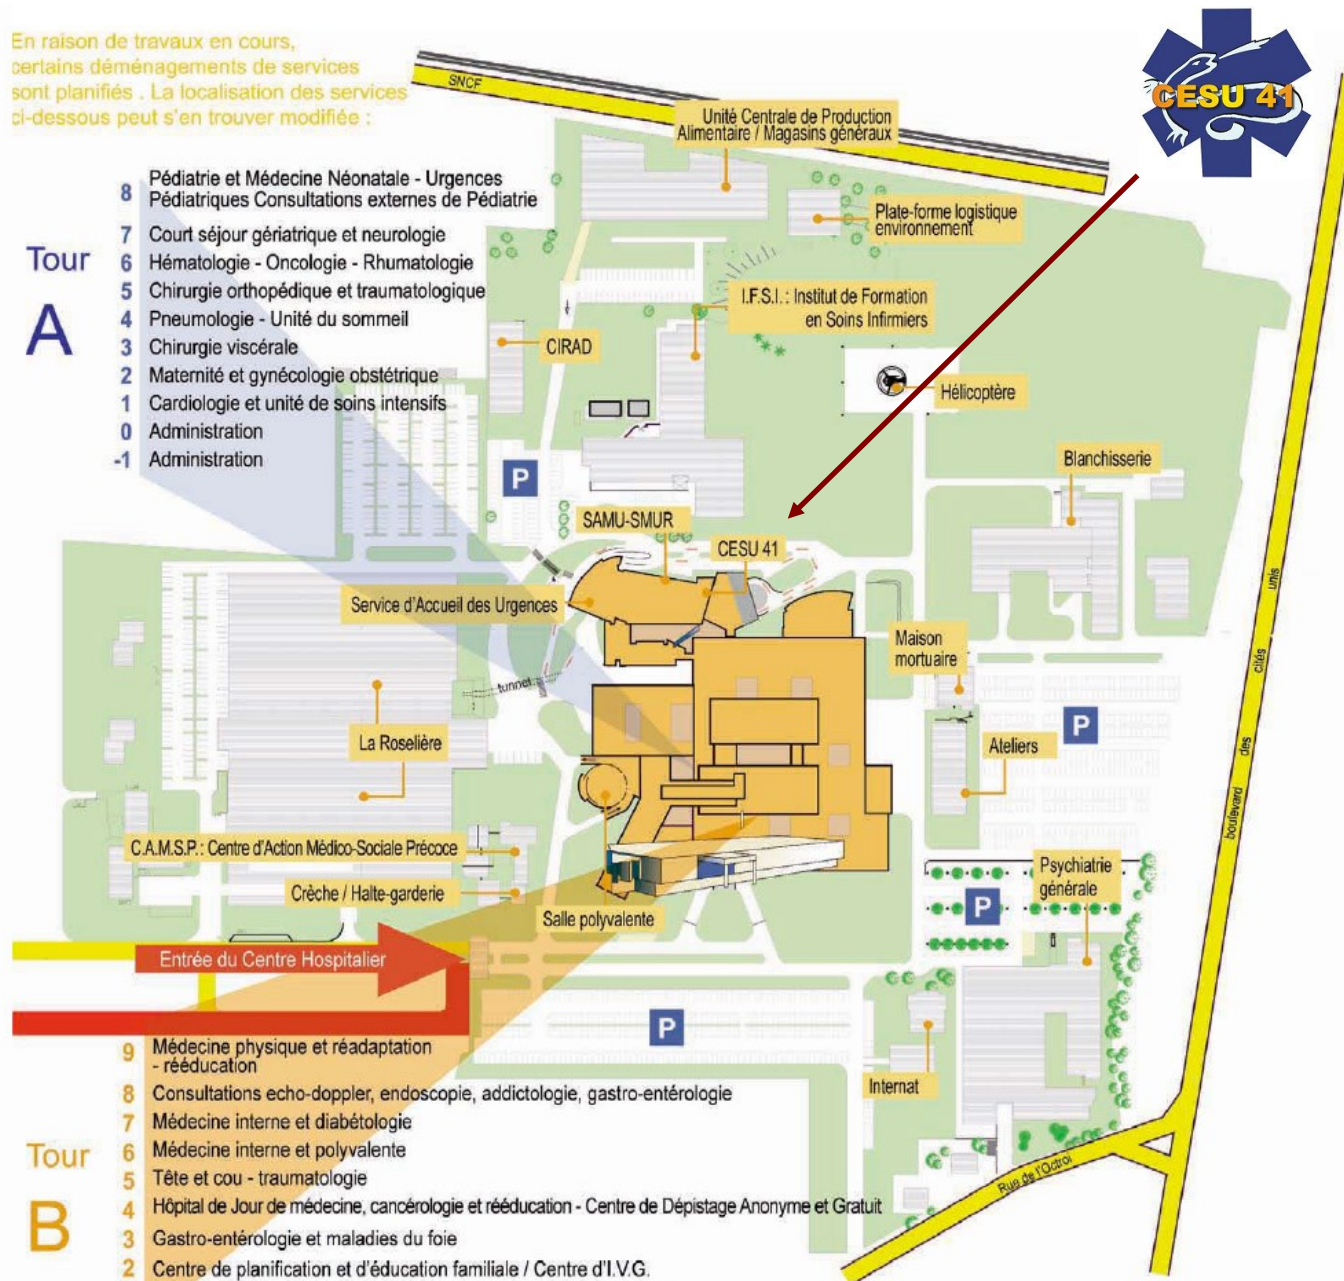 En raison de travaux en cours,
certains déménagements de services
sont planifiés . La localisation des services
ci-dessous peut s'en trouver modifiée :
CESU 41
SNCF
Unité Centrale de Production
Alimentaire / Magasins généraux
Plate-forme logistique
environnement
Tour
A
8 Pédiatrie et Médecine Néonatale - Urgences
Pédiatriques Consultations externes de Pédiatrie
7 Court séjour gériatrique et neurologie
6 Hématologie - Oncologie - Rhumatologie
5 Chirurgie orthopédique et traumatologique
4 Pneumologie - Unité du sommeil
3 Chirurgie viscérale
2 Maternité et gynécologie obstétrique
1 Cardiologie et unité de soins intensifs
0 Administration
-1 Administration
I.F.S.I. : Institut de Formation
en Soins Infirmiers
CIRAD
Hélicoptère
Blanchisserie
P
SAMU-SMUR
CESU 41
Service d'Accueil des Urgences
Maison
mortuaire
tunnel
La Roselière
Ateliers
P
boulevard des cités unis
C.A.M.S.P. : Centre d'Action Médico-Sociale Précoce
Crèche / Halte-garderie
Salle polyvalente
Psychiatrie
générale
P
Entrée du Centre Hospitalier
P
Internat
Rue de l'Octroi
Tour
B
9 Médecine physique et réadaptation
- rééducation
8 Consultations echo-doppler, endoscopie, addictologie, gastro-entérologie
7 Médecine interne et diabétologie
6 Médecine interne et polyvalente
5 Tête et cou - traumatologie
4 Hôpital de Jour de médecine, cancérologie et rééducation - Centre de Dépistage Anonyme et Gratuit
3 Gastro-entérologie et maladies du foie
2 Centre de planification et d'éducation familiale / Centre d'I.V.G.